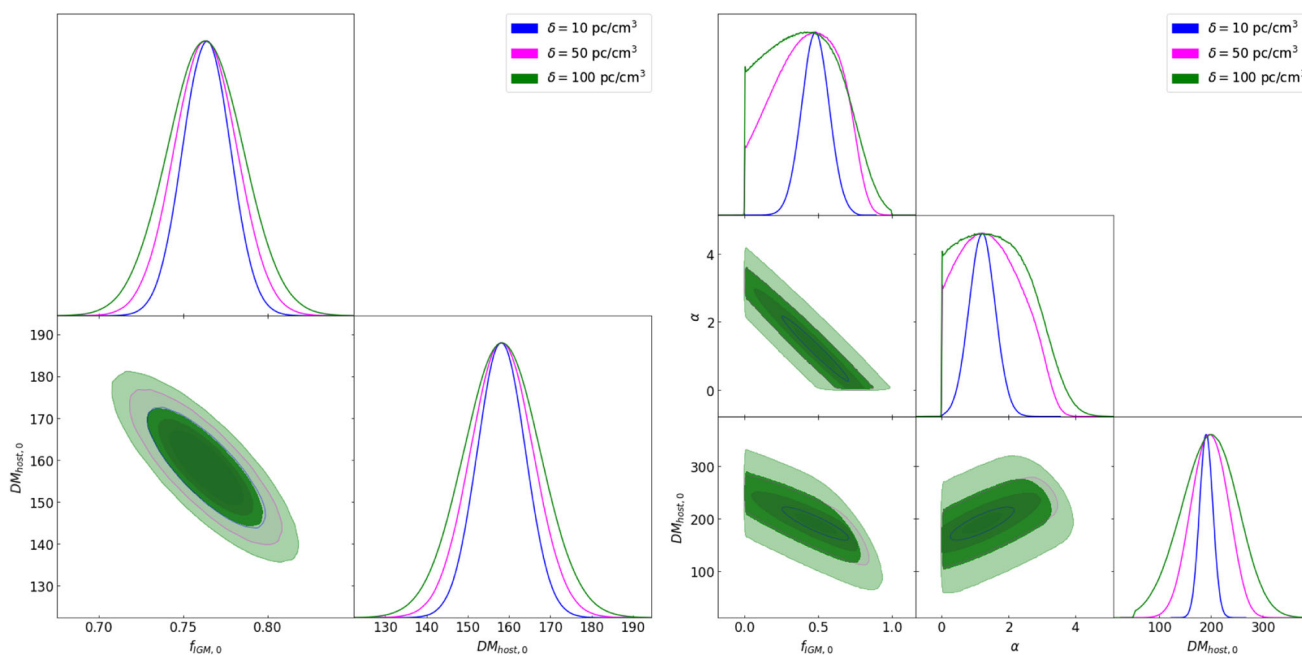 δ = 10 pc/cm³
δ = 50 pc/cm³
δ = 100 pc/cm³
190
180
170
160
150
140
130
DM_host,0
0.70 0.75 0.80
f_IGM,0
130 140 150 160 170 180 190
DM_host,0
δ = 10 pc/cm³
δ = 50 pc/cm³
δ = 100 pc/cm³
4
2
0
α
300
200
100
DM_host,0
0.0 0.5 1.0
f_IGM,0
0 2 4
α
100 200 300
DM_host,0